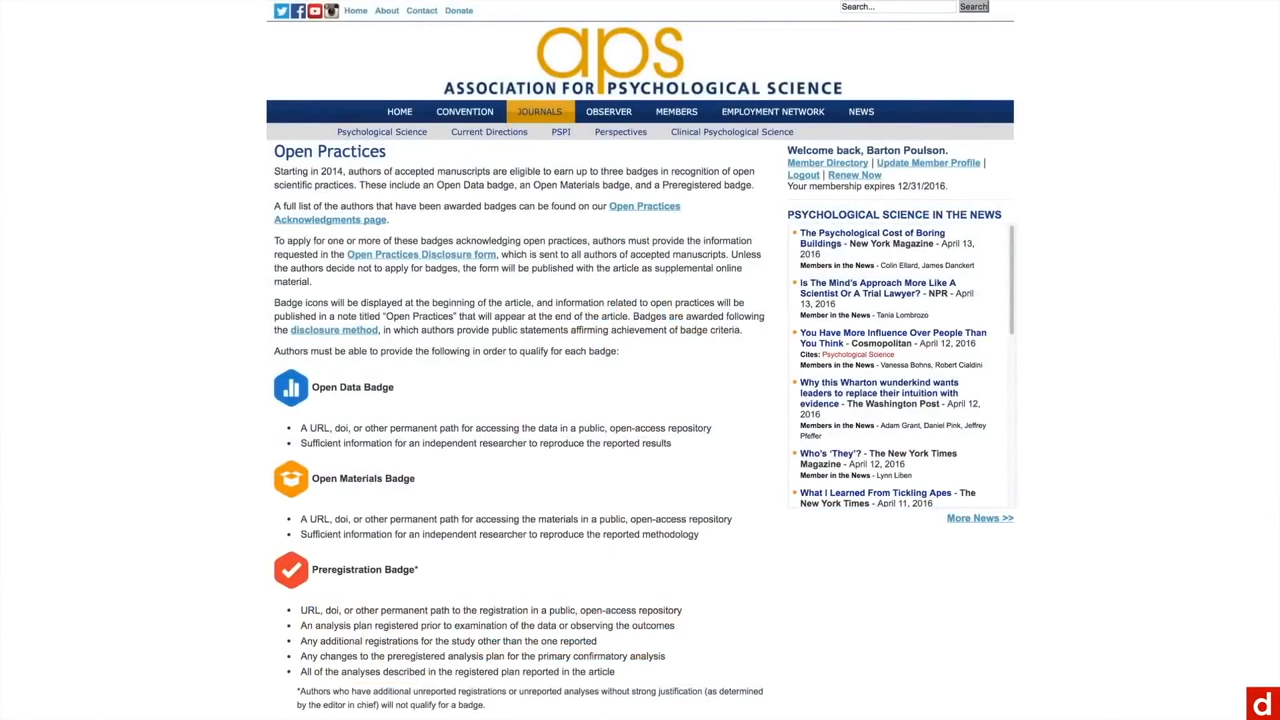 Home About Contact Donate
Search... Search
aps
ASSOCIATION FOR PSYCHOLOGICAL SCIENCE
HOME CONVENTION JOURNALS OBSERVER MEMBERS EMPLOYMENT NETWORK NEWS
Psychological Science Current Directions PSPI Perspectives Clinical Psychological Science
Open Practices
Starting in 2014, authors of accepted manuscripts are eligible to earn up to three badges in recognition of open
scientific practices. These include an Open Data badge, an Open Materials badge, and a Preregistered badge.
A full list of the authors that have been awarded badges can be found on our Open Practices
Acknowledgments page.
To apply for one or more of these badges acknowledging open practices, authors must provide the information
requested in the Open Practices Disclosure form, which is sent to all authors of accepted manuscripts. Unless
the authors decide not to apply for badges, the form will be published with the article as supplemental online
material.
Badge icons will be displayed at the beginning of the article, and information related to open practices will be
published in a note titled "Open Practices" that will appear at the end of the article. Badges are awarded following
the disclosure method, in which authors provide public statements affirming achievement of badge criteria.
Authors must be able to provide the following in order to qualify for each badge:
Open Data Badge
• A URL, doi, or other permanent path for accessing the data in a public, open-access repository
• Sufficient information for an independent researcher to reproduce the reported results
Open Materials Badge
• A URL, doi, or other permanent path for accessing the materials in a public, open-access repository
• Sufficient information for an independent researcher to reproduce the reported methodology
Preregistration Badge*
• URL, doi, or other permanent path to the registration in a public, open-access repository
• An analysis plan registered prior to examination of the data or observing the outcomes
• Any additional registrations for the study other than the one reported
• Any changes to the preregistered analysis plan for the primary confirmatory analysis
• All of the analyses described in the registered plan reported in the article
*Authors who have additional unreported registrations or unreported analyses without strong justification (as determined
by the editor in chief) will not qualify for a badge.
Welcome back, Barton Poulson.
Member Directory | Update Member Profile |
Logout | Renew Now
Your membership expires 12/31/2016.
PSYCHOLOGICAL SCIENCE IN THE NEWS
• The Psychological Cost of Boring
Buildings - New York Magazine - April 13,
2016
Members in the News - Colin Ellard, James Danckert
• Is The Mind's Approach More Like A
Scientist Or A Trial Lawyer? - NPR - April
13, 2016
Member in the News - Tania Lombrozo
• You Have More Influence Over People Than
You Think - Cosmopolitan - April 12, 2016
Cites: Psychological Science
Members in the News - Vanessa Bohns, Robert Cialdini
• Why this Wharton wunderkind wants
leaders to replace their intuition with
evidence - The Washington Post - April 12,
2016
Members in the News - Adam Grant, Daniel Pink, Jeffrey
Pfeffer
• Who's 'They'? - The New York Times
Magazine - April 12, 2016
Member in the News - Lynn Liben
• What I Learned From Tickling Apes - The
New York Times - April 11, 2016
More News >>
d